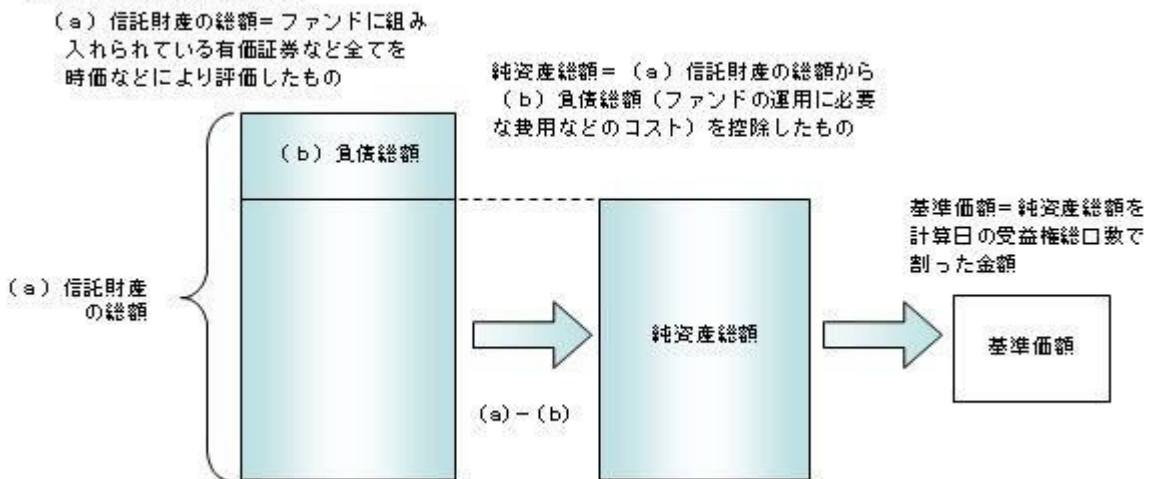 (a) 信託財産の総額＝ファンドに組み
入れられている有価証券など全てを
時価などにより評価したもの
純資産総額＝(a) 信託財産の総額から
(b) 負債総額(ファンドの運用に必要
な費用などのコスト)を控除したもの
(b) 負債総額
基準価額＝純資産総額を
計算日の受益権総口数で
割った金額
(a) 信託財産
の総額
純資産総額
基準価額
(a)－(b)